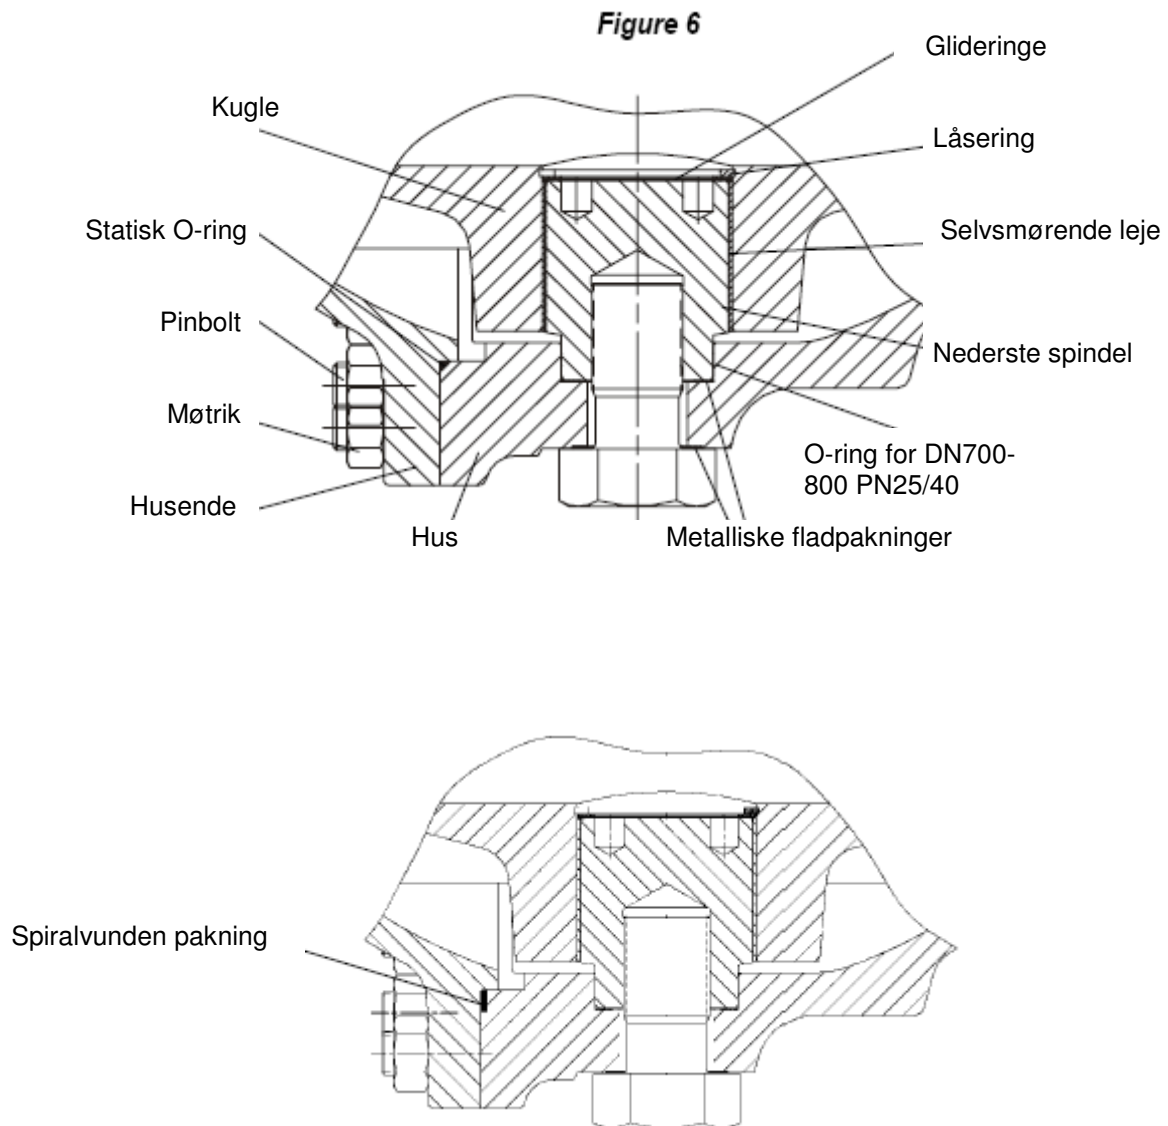 Figure 6
Glideringe
Kugle
Låsering
Statisk O-ring
Selvsmørende leje
Pinbolt
Nederste spindel
Møtrik
O-ring for DN700-
800 PN25/40
Husende
Hus
Metalliske fladpakninger
Spiralvunden pakning